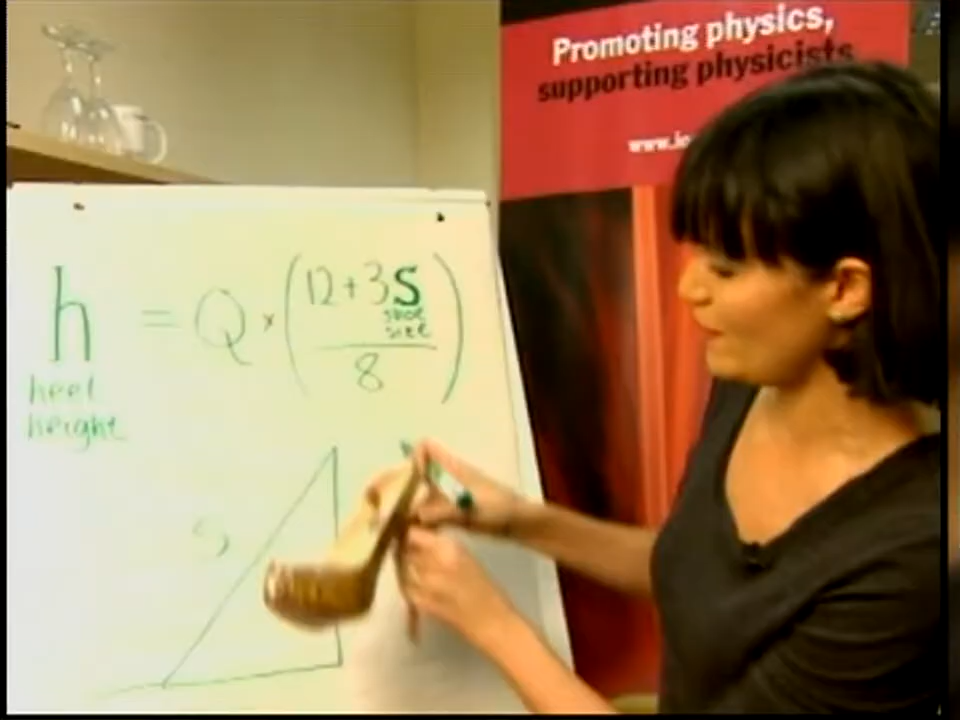 Promoting physics,
supporting physicists
h = Q × (12+3S / 8)
shoe
size
heel
height
S